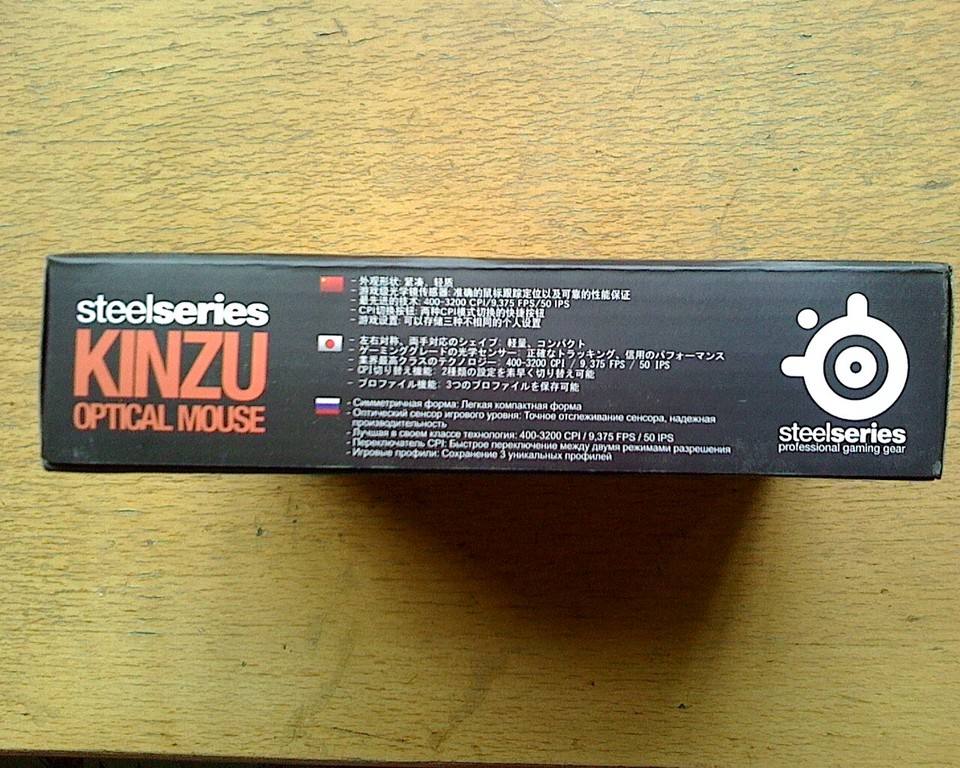 steelseries
KINZU
OPTICAL MOUSE
- 外观形状: 紧凑、轻质
- 游戏级光学镜传感器: 准确的鼠标跟踪定位以及可靠的性能保证
- 最先进的技术: 400-3200 CPI/9,375 FPS/50 IPS
- CPI切换按钮: 两种CPI模式切换的快捷按钮
- 游戏设置: 可以存储三种不相同的个人设置
- 左右対称、両手対応のシェイプ: 軽量、コンパクト
- ゲーミンググレードの光学センサー: 正確なトラッキング、信用のパフォーマンス
- 業界最高クラスのテクノロジー: 400-3200 CPI / 9,375 FPS / 50 IPS
- CPI切り替え機能: 2種類の設定を素早く切り替え可能
- プロファイル機能: 3つのプロファイルを保存可能
- Симметричная форма: Легкая компактная форма
- Оптический сенсор игрового уровня: Точное отслеживание сенсора, надежная
производительность
- Лучшая в своем классе технология: 400-3200 CPI / 9,375 FPS / 50 IPS
- Переключатель CPI: Быстрое переключение между двумя режимами разрешения
- Игровые профили: Сохранение 3 уникальных профилей
steelseries
professional gaming gear